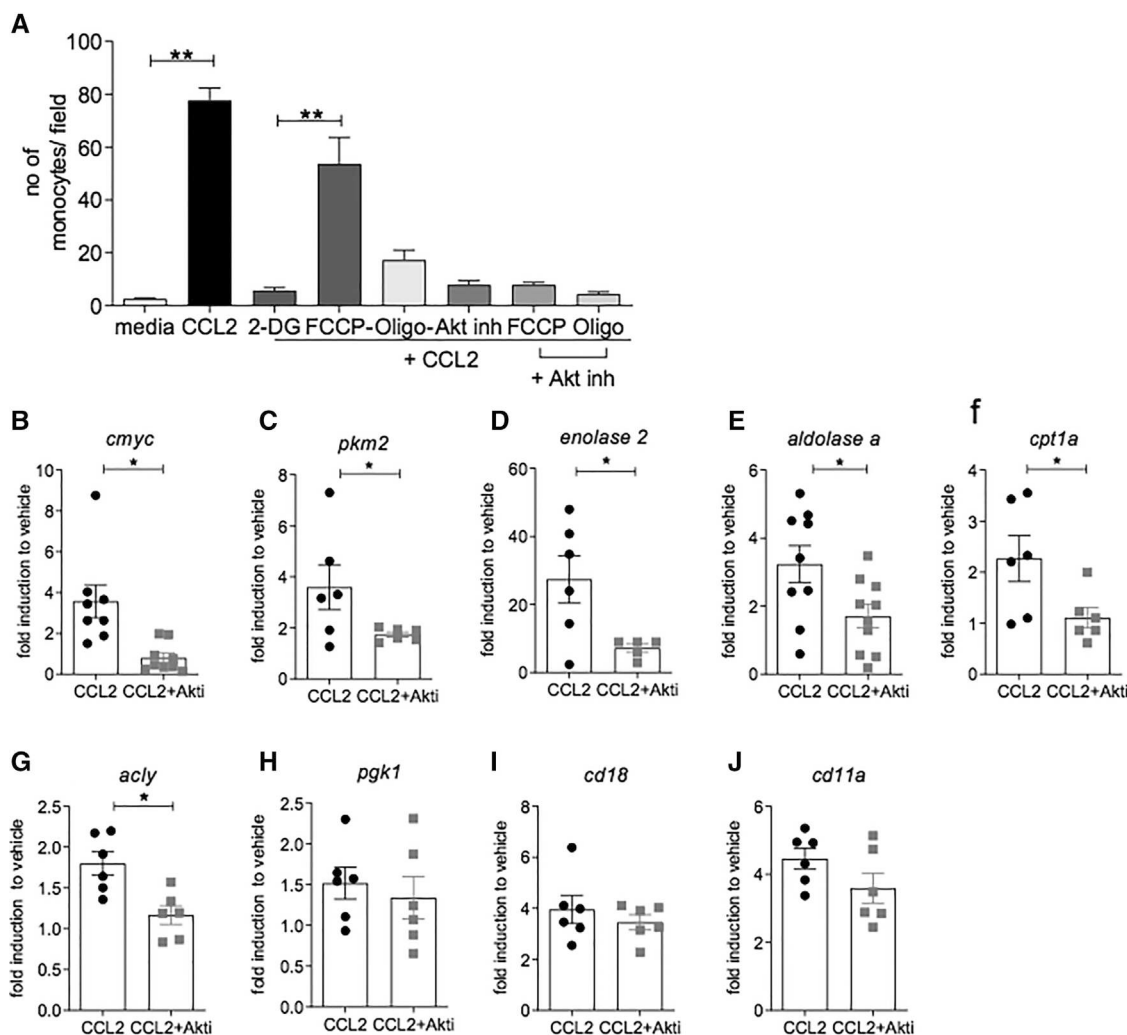 A
no of
monocytes/ field
100
80
60
40
20
0
**
**
media CCL2 2-DG FCCP-Oligo-Akt inh FCCP Oligo
+ CCL2
+ Akt inh
B
cmyc
*
fold induction to vehicle
10
8
6
4
2
0
CCL2 CCL2+Akti
C
pkm2
*
fold induction to vehicle
8
6
4
2
0
CCL2 CCL2+Akti
D
enolase 2
*
fold induction to vehicle
60
40
20
0
CCL2 CCL2+Akti
E
aldolase a
*
fold induction to vehicle
6
4
2
0
CCL2 CCL2+Akti
f
cpt1a
*
fold induction to vehicle
4
3
2
1
0
CCL2 CCL2+Akti
G
acly
*
fold induction to vehicle
2.5
2.0
1.5
1.0
0.5
0.0
CCL2 CCL2+Akti
H
pgk1
fold induction to vehicle
2.5
2.0
1.5
1.0
0.5
0.0
CCL2 CCL2+Akti
I
cd18
fold induction to vehicle
8
6
4
2
0
CCL2 CCL2+Akti
J
cd11a
fold induction to vehicle
6
4
2
0
CCL2 CCL2+Akti